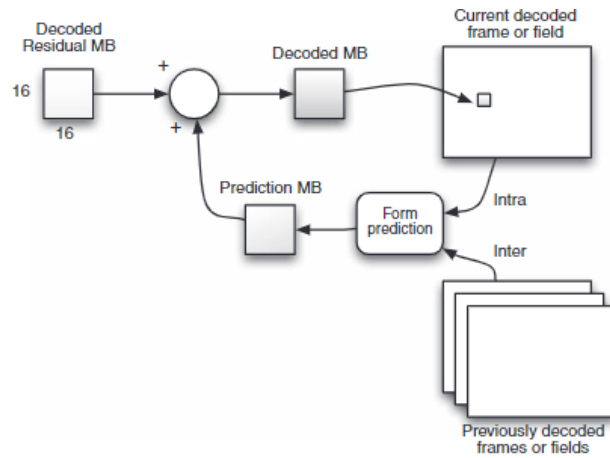 Decoded
Residual MB
16
16
+
+
Decoded MB
Current decoded
frame or field
Prediction MB
Form
prediction
Intra
Inter
Previously decoded
frames or fields